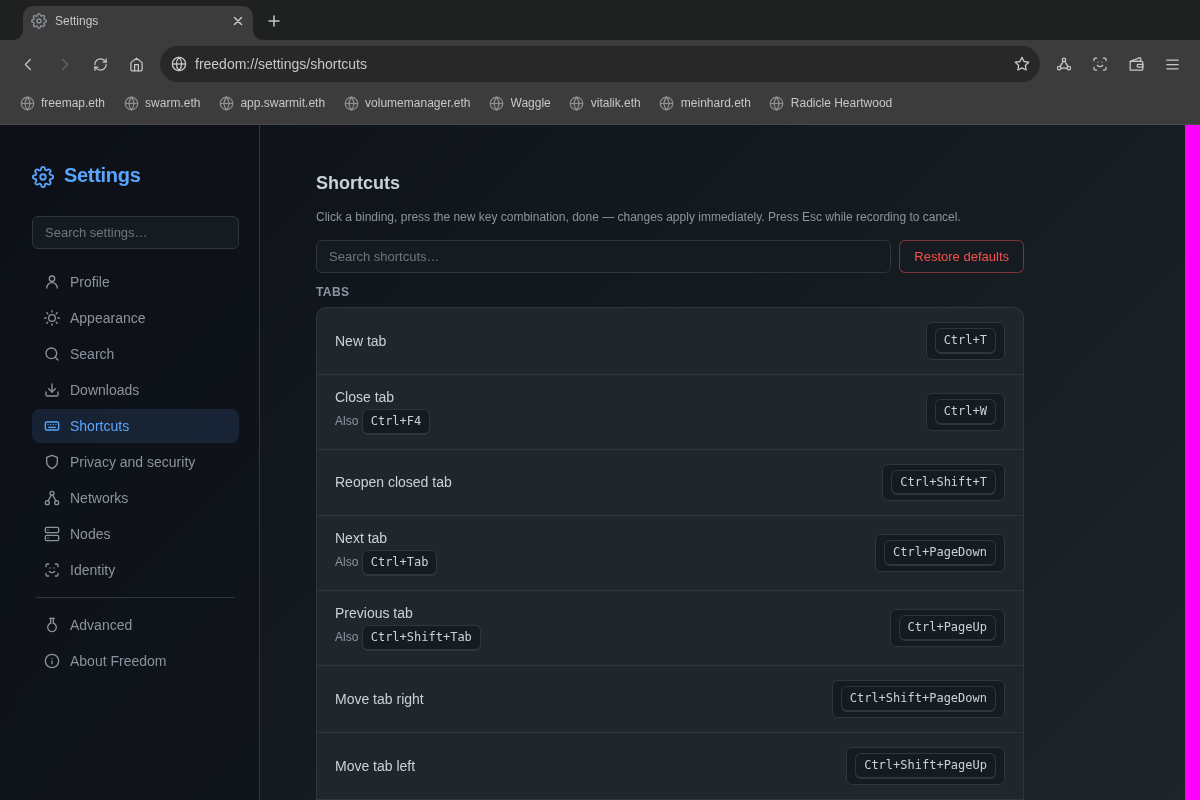 Settings
freedom://settings/shortcuts
freemap.eth swarm.eth app.swarmit.eth volumemanager.eth Waggle vitalik.eth meinhard.eth Radicle Heartwood
Settings
Search settings…
Profile
Appearance
Search
Downloads
Shortcuts
Privacy and security
Networks
Nodes
Identity
Advanced
About Freedom
Shortcuts
Click a binding, press the new key combination, done — changes apply immediately. Press Esc while recording to cancel.
Search shortcuts… Restore defaults
TABS
New tab Ctrl+T
Close tab
Also Ctrl+F4 Ctrl+W
Reopen closed tab Ctrl+Shift+T
Next tab
Also Ctrl+Tab Ctrl+PageDown
Previous tab
Also Ctrl+Shift+Tab Ctrl+PageUp
Move tab right Ctrl+Shift+PageDown
Move tab left Ctrl+Shift+PageUp